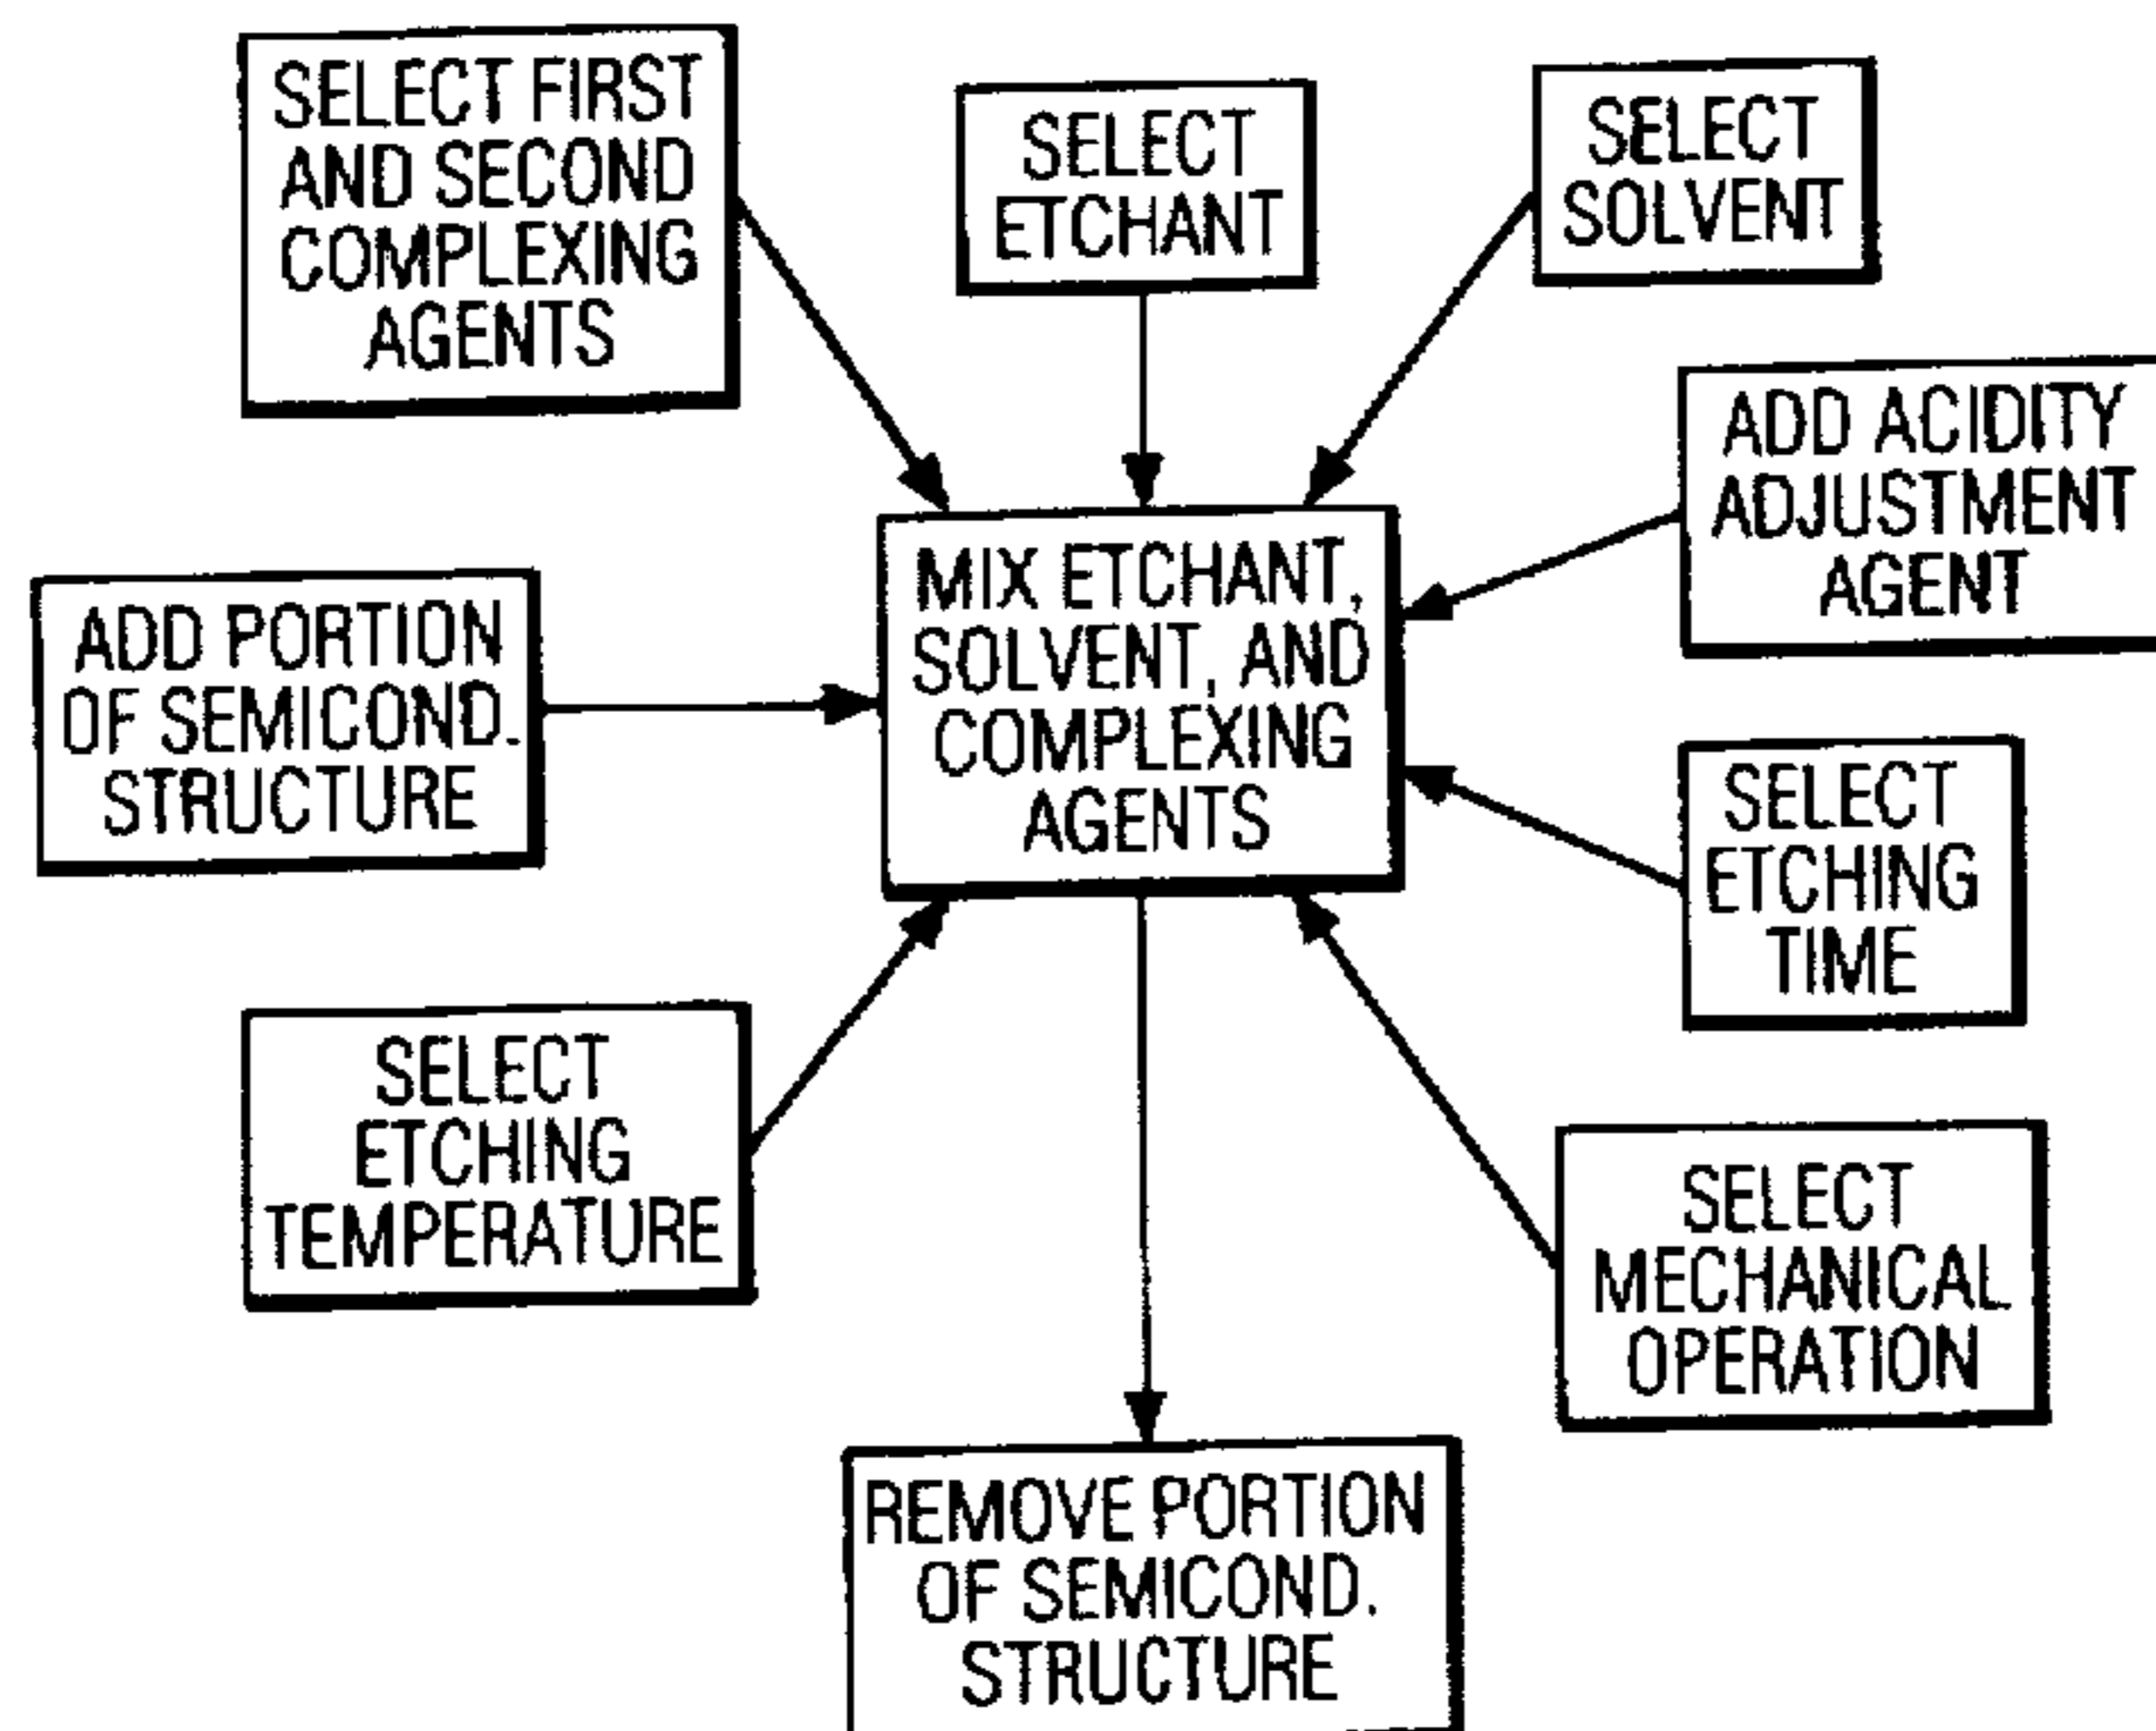 SELECT FIRST
AND SECOND
COMPLEXING
AGENTS
SELECT
ETCHANT
SELECT
SOLVENT
ADD ACIDITY
ADJUSTMENT
AGENT
MIX ETCHANT,
SOLVENT, AND
COMPLEXING
AGENTS
ADD PORTION
OF SEMICOND.
STRUCTURE
SELECT
ETCHING
TIME
SELECT
ETCHING
TEMPERATURE
SELECT
MECHANICAL
OPERATION
REMOVE PORTION
OF SEMICOND.
STRUCTURE